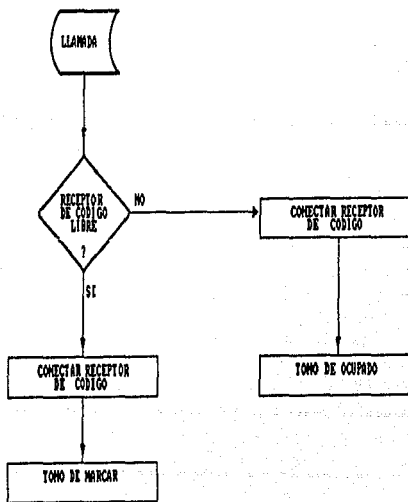 LLAMADA
RECEPTOR
DE CODIGO
LIBRE
?
NO
SI
CONECTAR RECEPTOR
DE CODIGO
CONECTAR RECEPTOR
DE CODIGO
TONO DE OCUPADO
TONO DE MARCAR